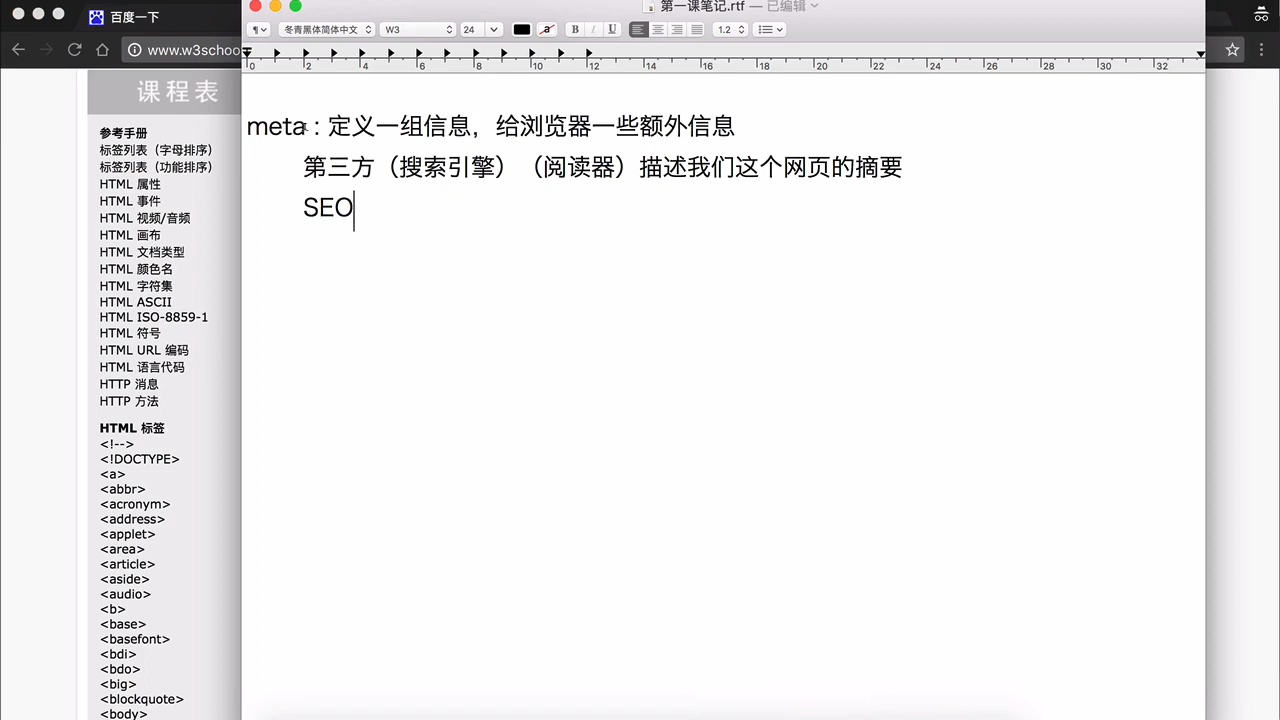 百度一下
第一课笔记.rtf — 已编辑
www.w3schoo
冬青黑体简体中文
W3
24
B I U
1.2
0 2 4 6 8 10 12 14 16 18 20 22 24 26 28 30 32
课程表
参考手册
标签列表（字母排序）
标签列表（功能排序）
HTML 属性
HTML 事件
HTML 视频/音频
HTML 画布
HTML 文档类型
HTML 颜色名
HTML 字符集
HTML ASCII
HTML ISO-8859-1
HTML 符号
HTML URL 编码
HTML 语言代码
HTTP 消息
HTTP 方法
HTML 标签
<!-->
<!DOCTYPE>
<a>
<abbr>
<acronym>
<address>
<applet>
<area>
<article>
<aside>
<audio>
<b>
<base>
<basefont>
<bdi>
<bdo>
<big>
<blockquote>
<body>
meta : 定义一组信息，给浏览器一些额外信息
第三方（搜索引擎）（阅读器）描述我们这个网页的摘要
SEO